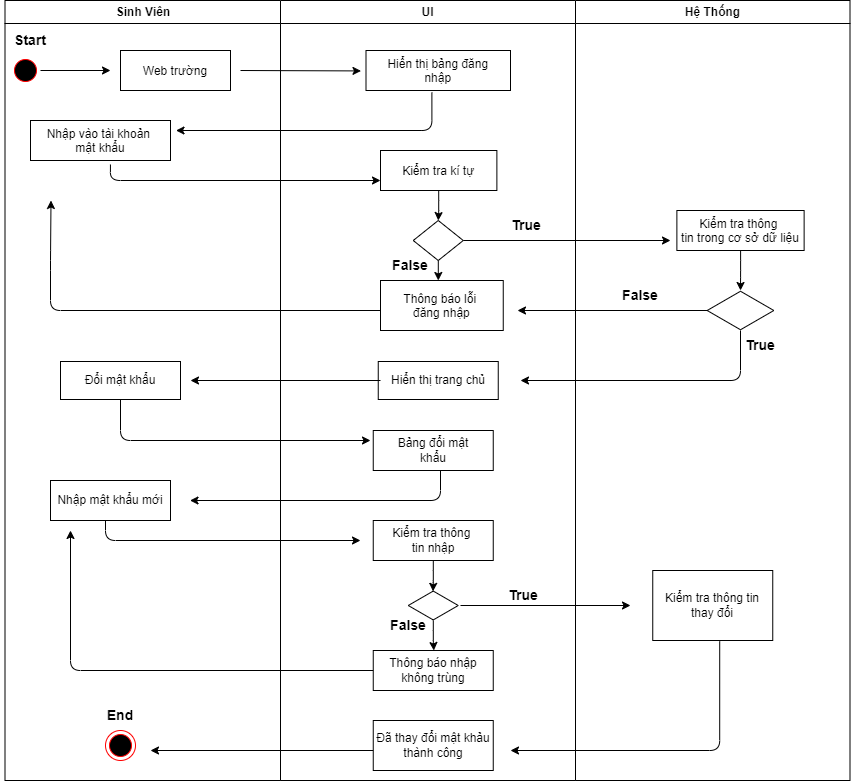 Sinh Viên
UI
Hệ Thống
Start
Web trường
Hiển thị bảng đăng
nhập
Nhập vào tài khoản
mật khẩu
Kiểm tra kí tự
True
Kiểm tra thông
tin trong cơ sở dữ liệu
False
Thông báo lỗi
đăng nhập
False
True
Đổi mật khẩu
Hiển thị trang chủ
Bảng đổi mật
khẩu
Nhập mật khẩu mới
Kiểm tra thông
tin nhập
True
Kiểm tra thông tin
thay đổi
False
Thông báo nhập
không trùng
End
Đã thay đổi mật khẩu
thành công